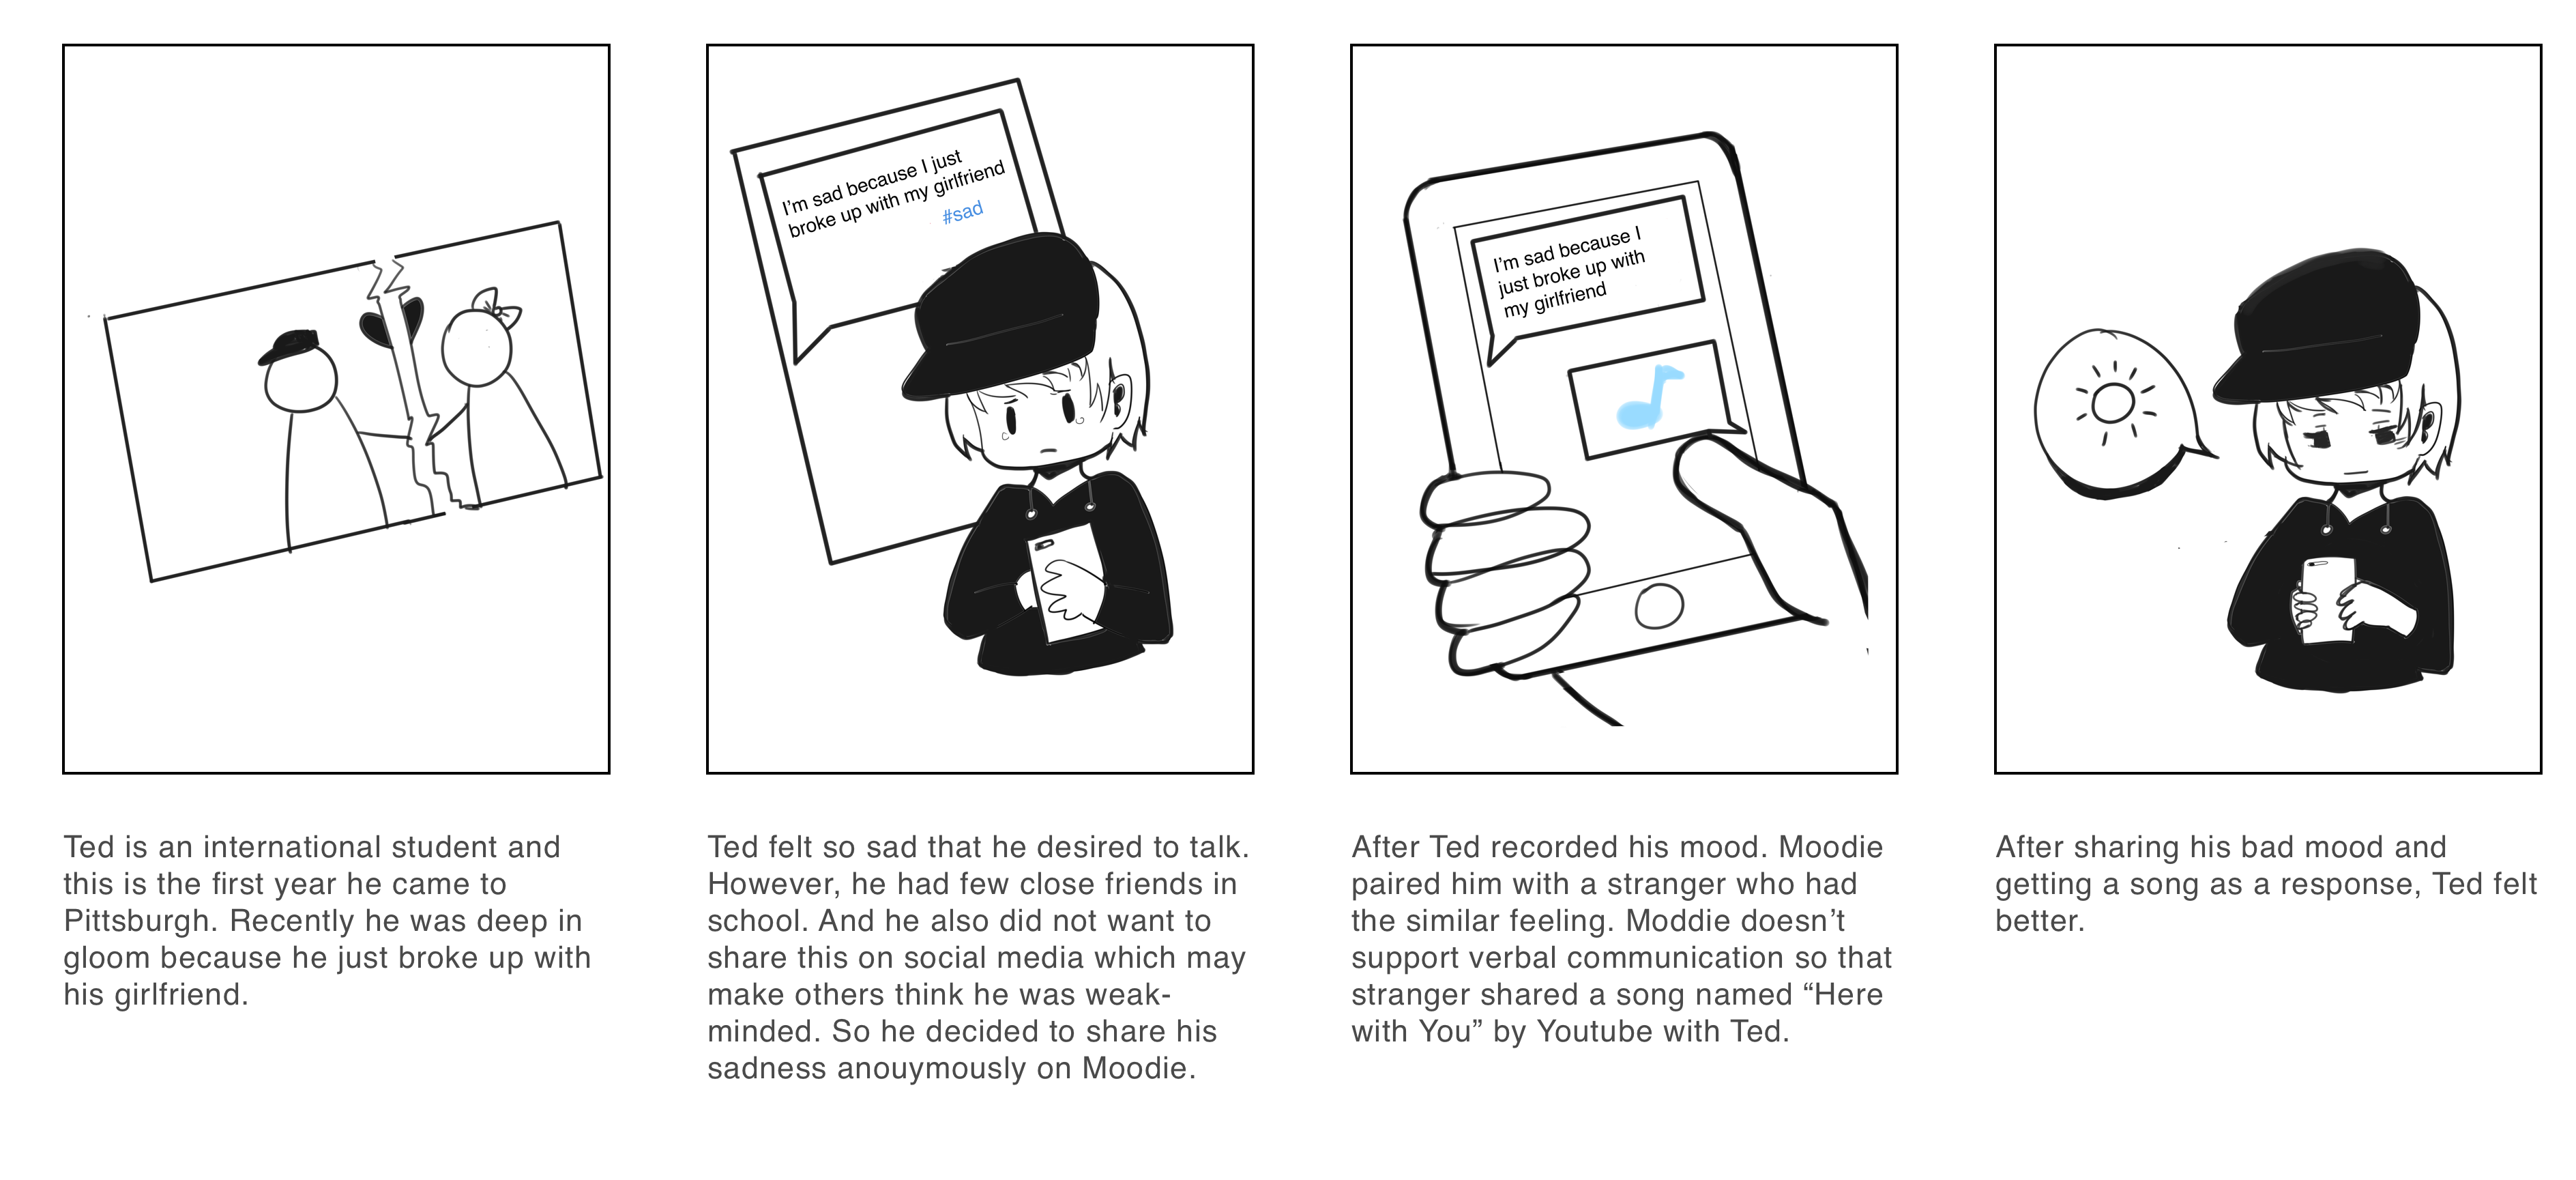 I'm sad because I just
broke up with my girlfriend
#sad
I'm sad because I
just broke up with
my girlfriend
Ted is an international student and
this is the first year he came to
Pittsburgh. Recently he was deep in
gloom because he just broke up with
his girlfriend.
Ted felt so sad that he desired to talk.
However, he had few close friends in
school. And he also did not want to
share this on social media which may
make others think he was weak-
minded. So he decided to share his
sadness anouymously on Moodie.
After Ted recorded his mood. Moodie
paired him with a stranger who had
the similar feeling. Moddie doesn't
support verbal communication so that
stranger shared a song named “Here
with You” by Youtube with Ted.
After sharing his bad mood and
getting a song as a response, Ted felt
better.